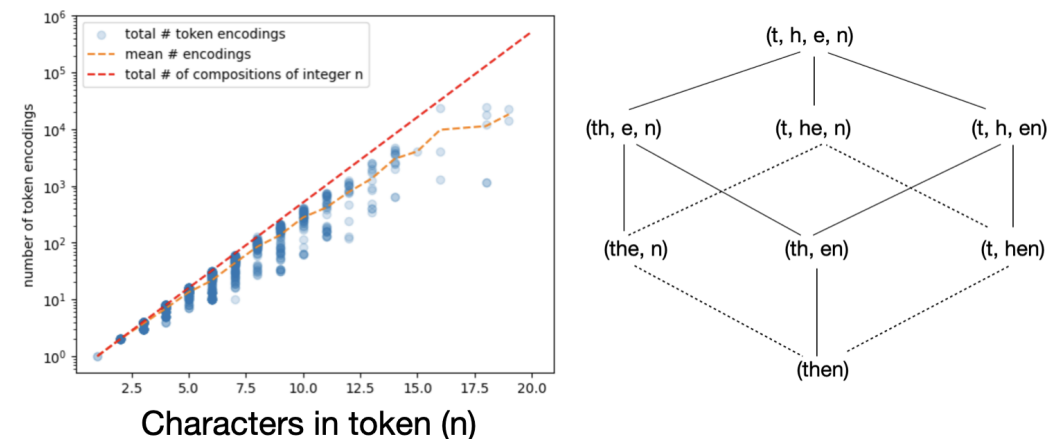 10^6
10^5
10^4
10^3
10^2
10^1
10^0
number of token encodings
total # token encodings
mean # encodings
total # of compositions of integer n
2.5 5.0 7.5 10.0 12.5 15.0 17.5 20.0
Characters in token (n)
(t, h, e, n)
(th, e, n) (t, he, n) (t, h, en)
(the, n) (th, en) (t, hen)
(then)